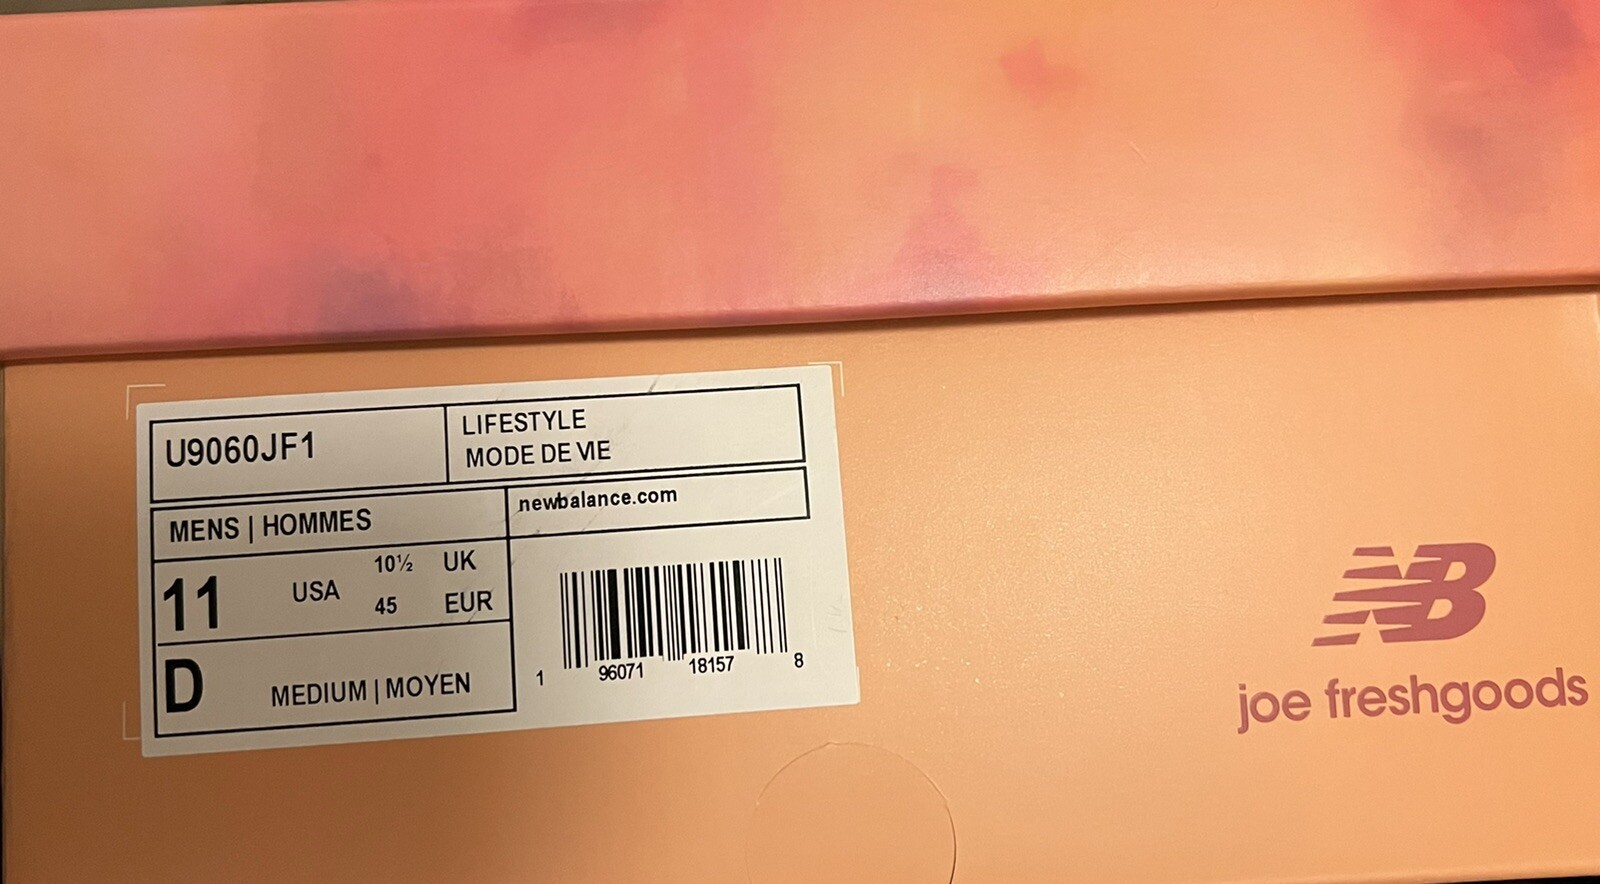 U9060JF1
LIFESTYLE
MODE DE VIE
MENS | HOMMES
newbalance.com
11 USA 10½ UK
45 EUR
D MEDIUM | MOYEN
1 96071 18157 8
NB
joe freshgoods